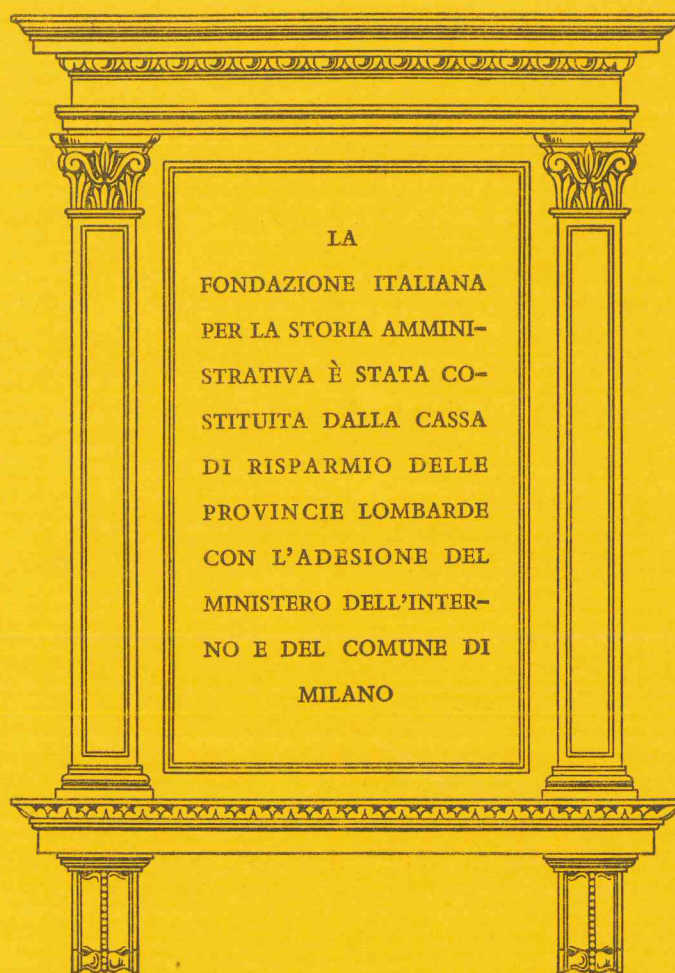 LA
FONDAZIONE ITALIANA
PER LA STORIA AMMINI-
STRATIVA È STATA CO-
STITUITA DALLA CASSA
DI RISPARMIO DELLE
PROVINCIE LOMBARDE
CON L'ADESIONE DEL
MINISTERO DELL'INTER-
NO E DEL COMUNE DI
MILANO